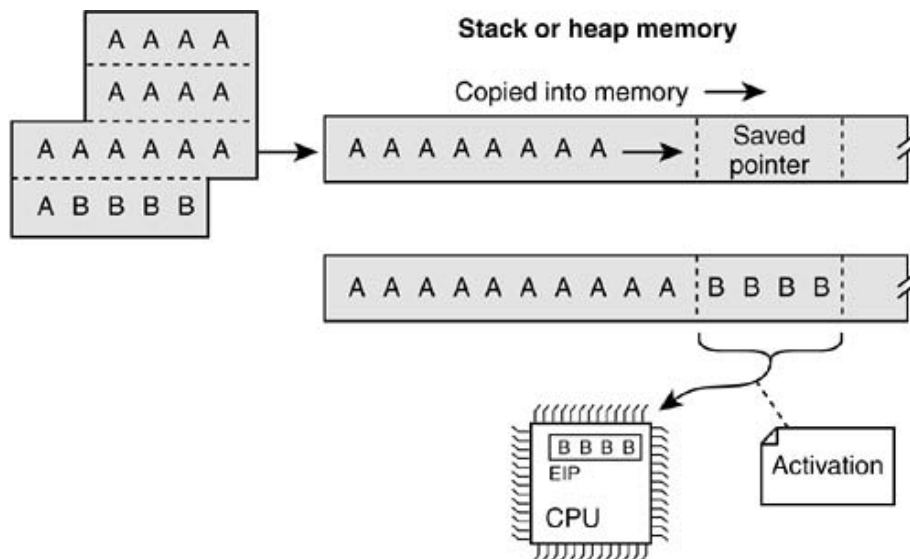 A A A A
A A A A
A A A A A A
A B B B B
Stack or heap memory
Copied into memory
A A A A A A A A
Saved
pointer
A A A A A A A A A A B B B B
B B B B
EIP
CPU
Activation